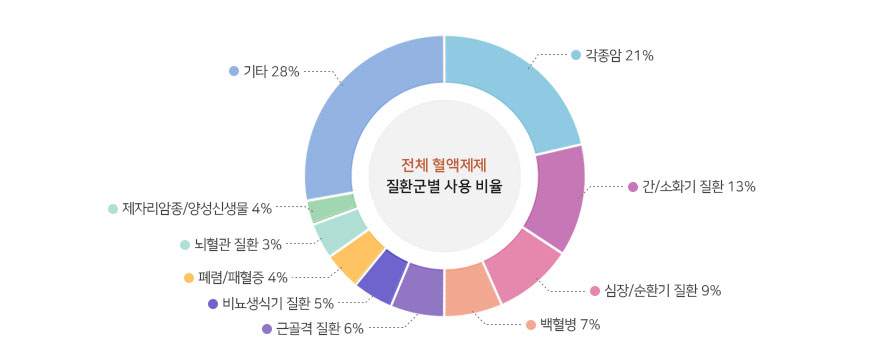 전체 혈액제제
질환군별 사용 비율
각종암 21%
간/소화기 질환 13%
심장/순환기 질환 9%
백혈병 7%
근골격 질환 6%
비뇨생식기 질환 5%
폐렴/패혈증 4%
뇌혈관 질환 3%
제자리암종/양성신생물 4%
기타 28%